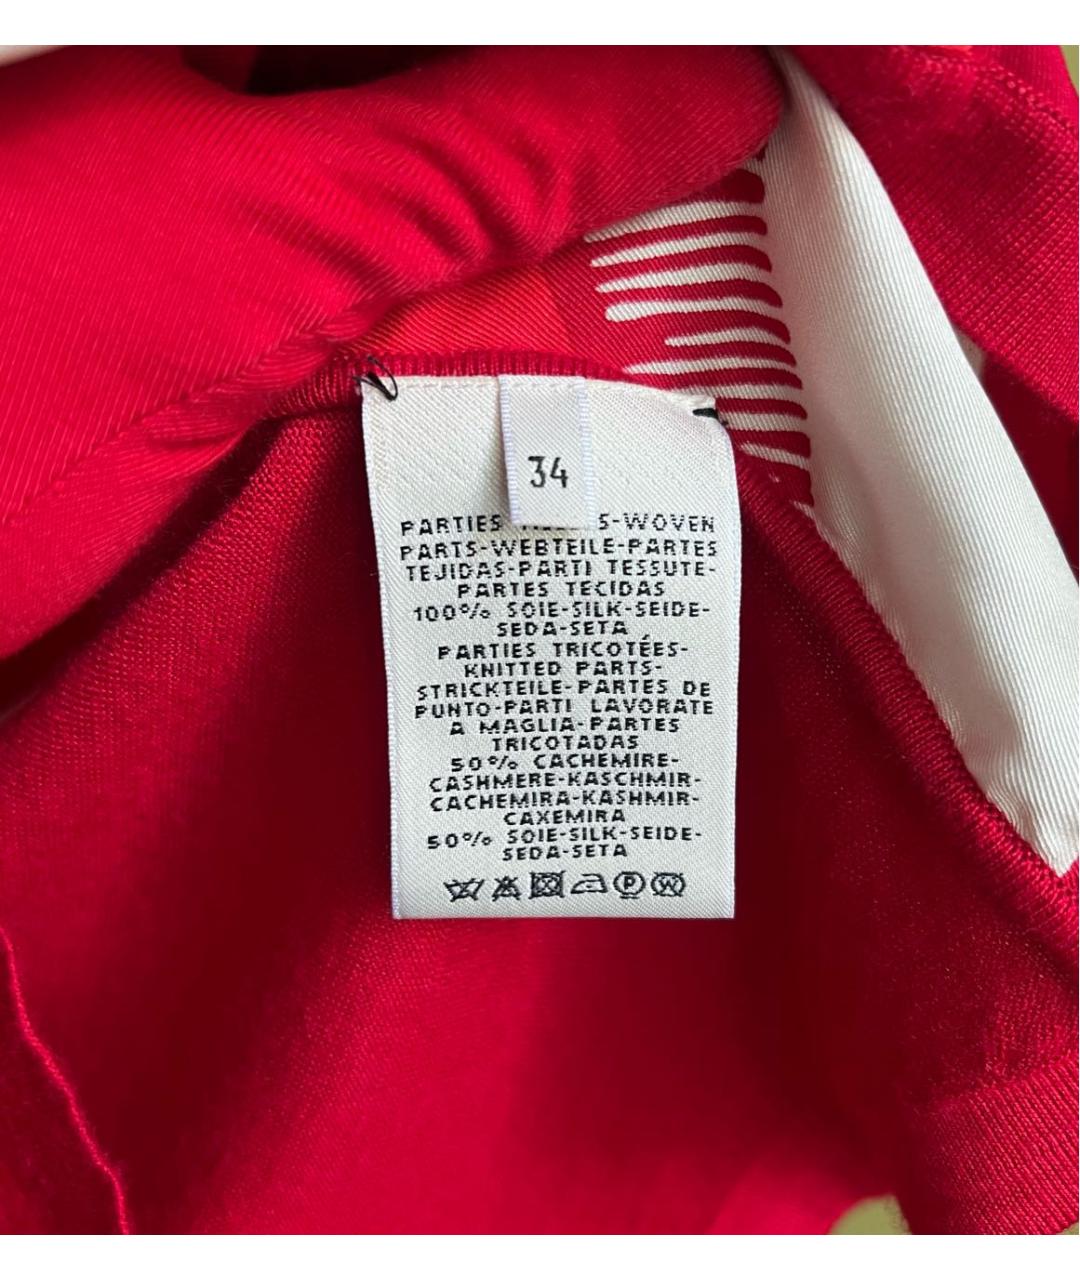 34
PARTIES S-WOVEN
PARTS-WEBTEILE-PARTES
TEJIDAS-PARTI TESSUTE-
PARTES TECIDAS
100% SOIE-SILK-SEIDE-
SEDA-SETA
PARTIES TRICOTÉES-
KNITTED PARTS-
STRICKTEILE-PARTES DE
PUNTO-PARTI LAVORATE
A MAGLIA-PARTES
TRICOTADAS
50% CACHEMIRE-
CASHMERE-KASCHMIR-
CACHEMIRA-KASHMIR-
CAXEMIRA
50% SOIE-SILK-SEIDE-
SEDA-SETA
P W